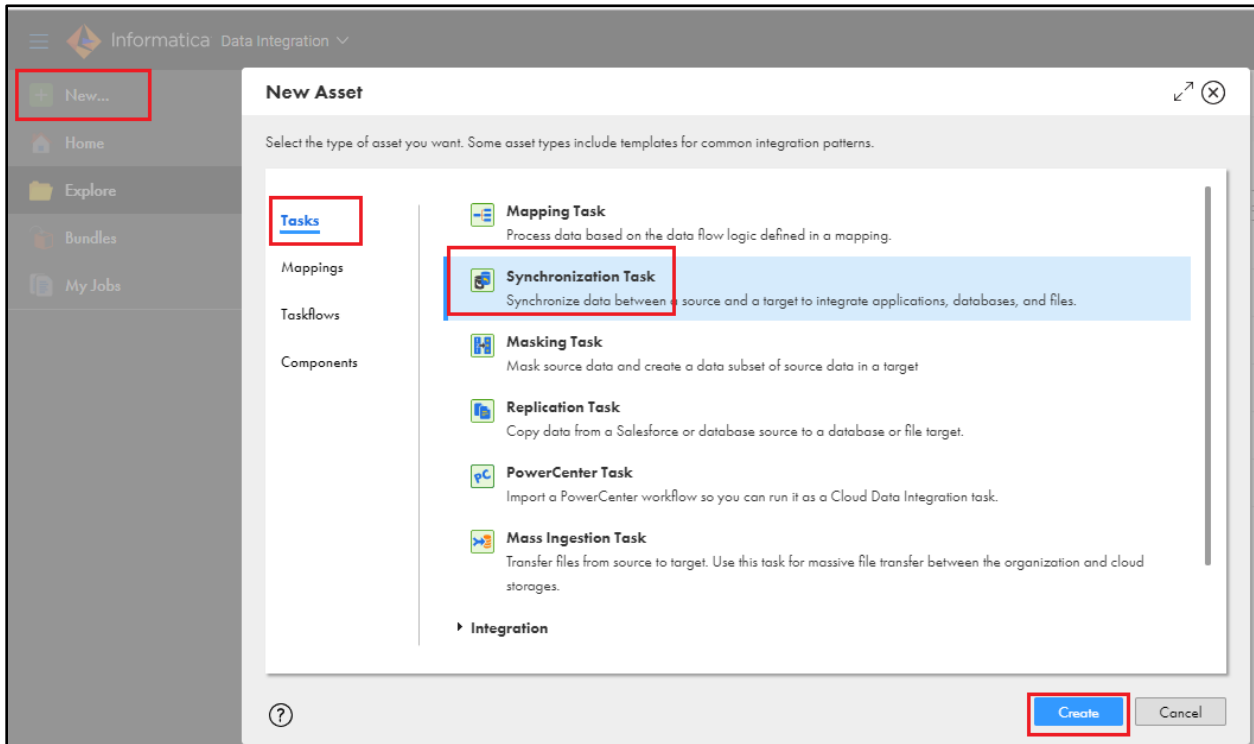 Informatica Data Integration
New...
Home
Explore
Bundles
My Jobs
New Asset
Select the type of asset you want. Some asset types include templates for common integration patterns.
Tasks
Mappings
Taskflows
Components
Mapping Task
Process data based on the data flow logic defined in a mapping.
Synchronization Task
Synchronize data between a source and a target to integrate applications, databases, and files.
Masking Task
Mask source data and create a data subset of source data in a target
Replication Task
Copy data from a Salesforce or database source to a database or file target.
PC
PowerCenter Task
Import a PowerCenter workflow so you can run it as a Cloud Data Integration task.
Mass Ingestion Task
Transfer files from source to target. Use this task for massive file transfer between the organization and cloud
storages.
Integration
?
Create
Cancel